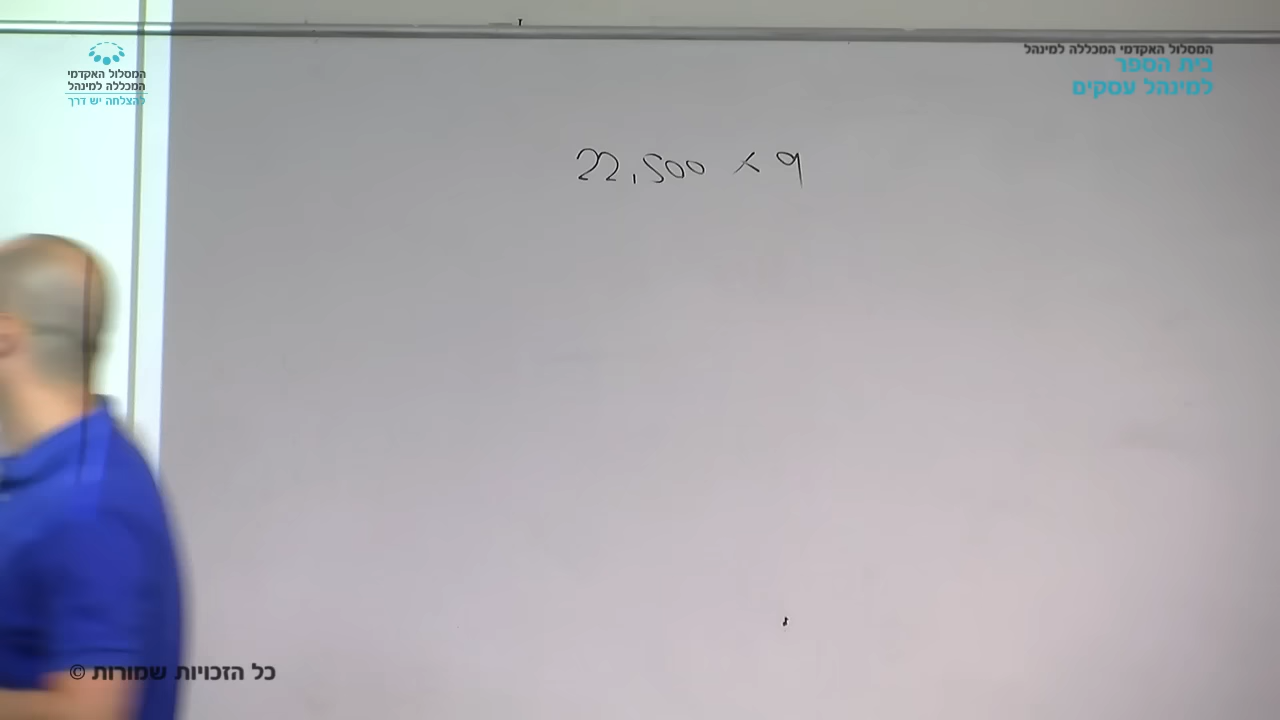 המסלול האקדמי המכללה למינהל
בית הספר
למינהל עסקים
המסלול האקדמי
המכללה למינהל
להצלחה יש דרך
22,500 × 9
כל הזכויות שמורות ©